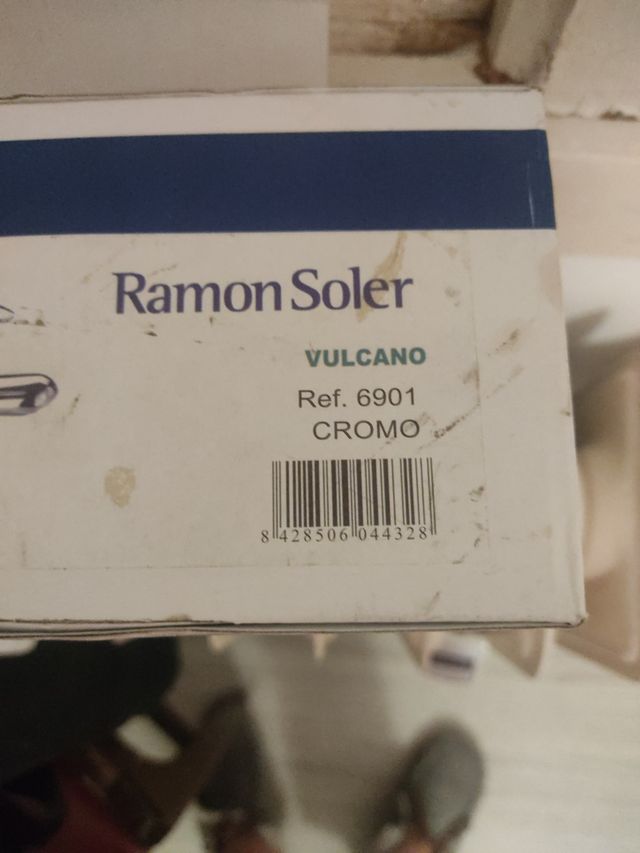 Ramon Soler
VULCANO
Ref. 6901
CROMO
8 428506 044328